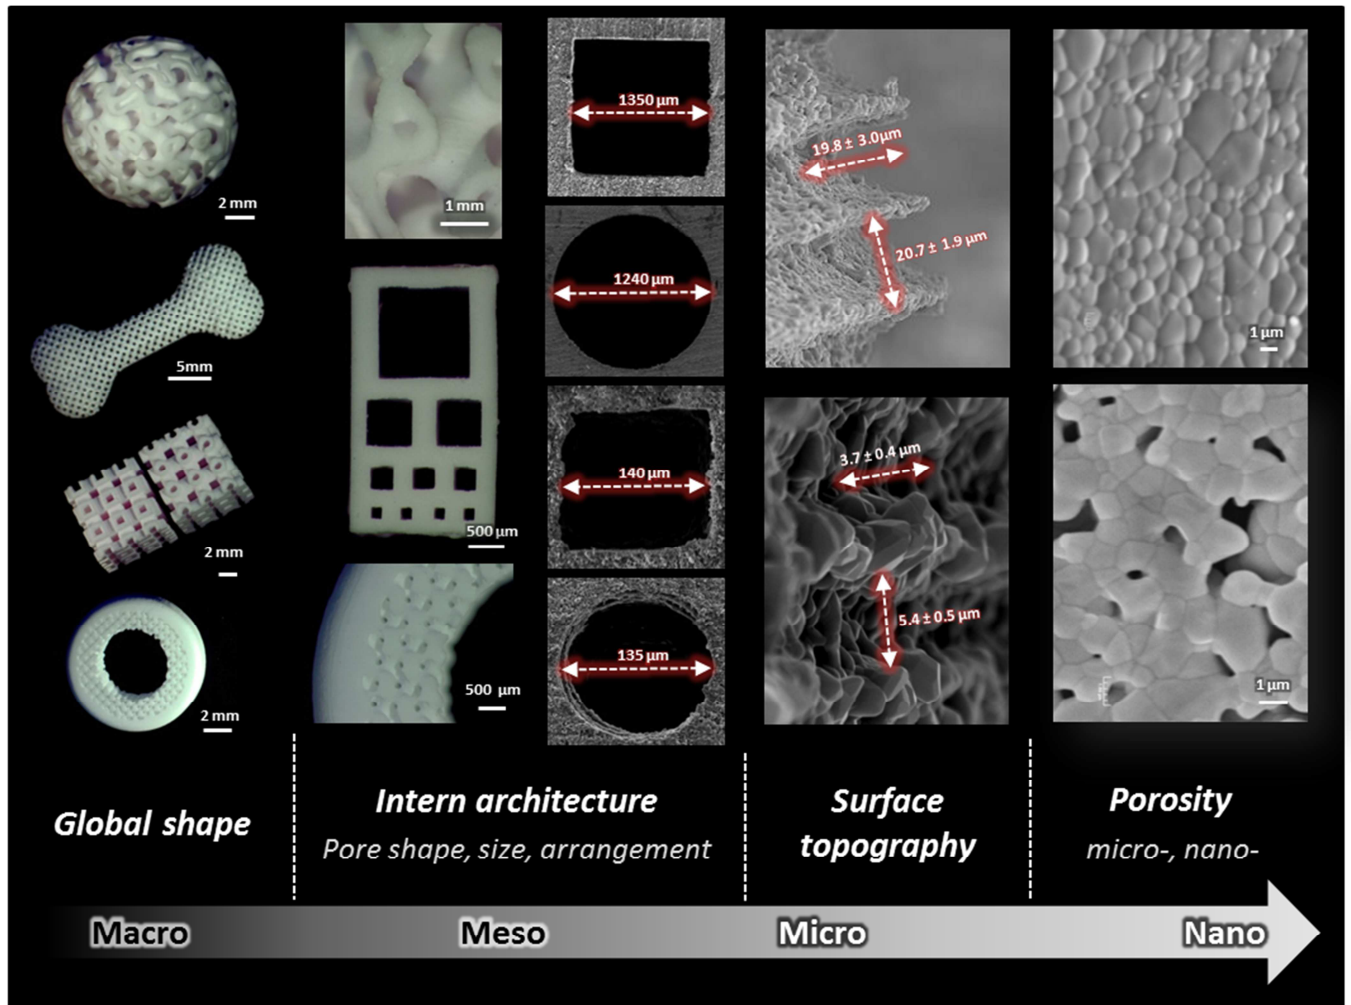 2 mm
5mm
2 mm
2 mm
1 mm
500 µm
500 µm
1350 µm
1240 µm
140 µm
135 µm
19.8 ± 3.0µm
20.7 ± 1.9 µm
3.7 ± 0.4 µm
5.4 ± 0.5 µm
1 µm
1 µm
Global shape
Intern architecture
Pore shape, size, arrangement
Surface
topography
Porosity
micro-, nano-
Macro
Meso
Micro
Nano